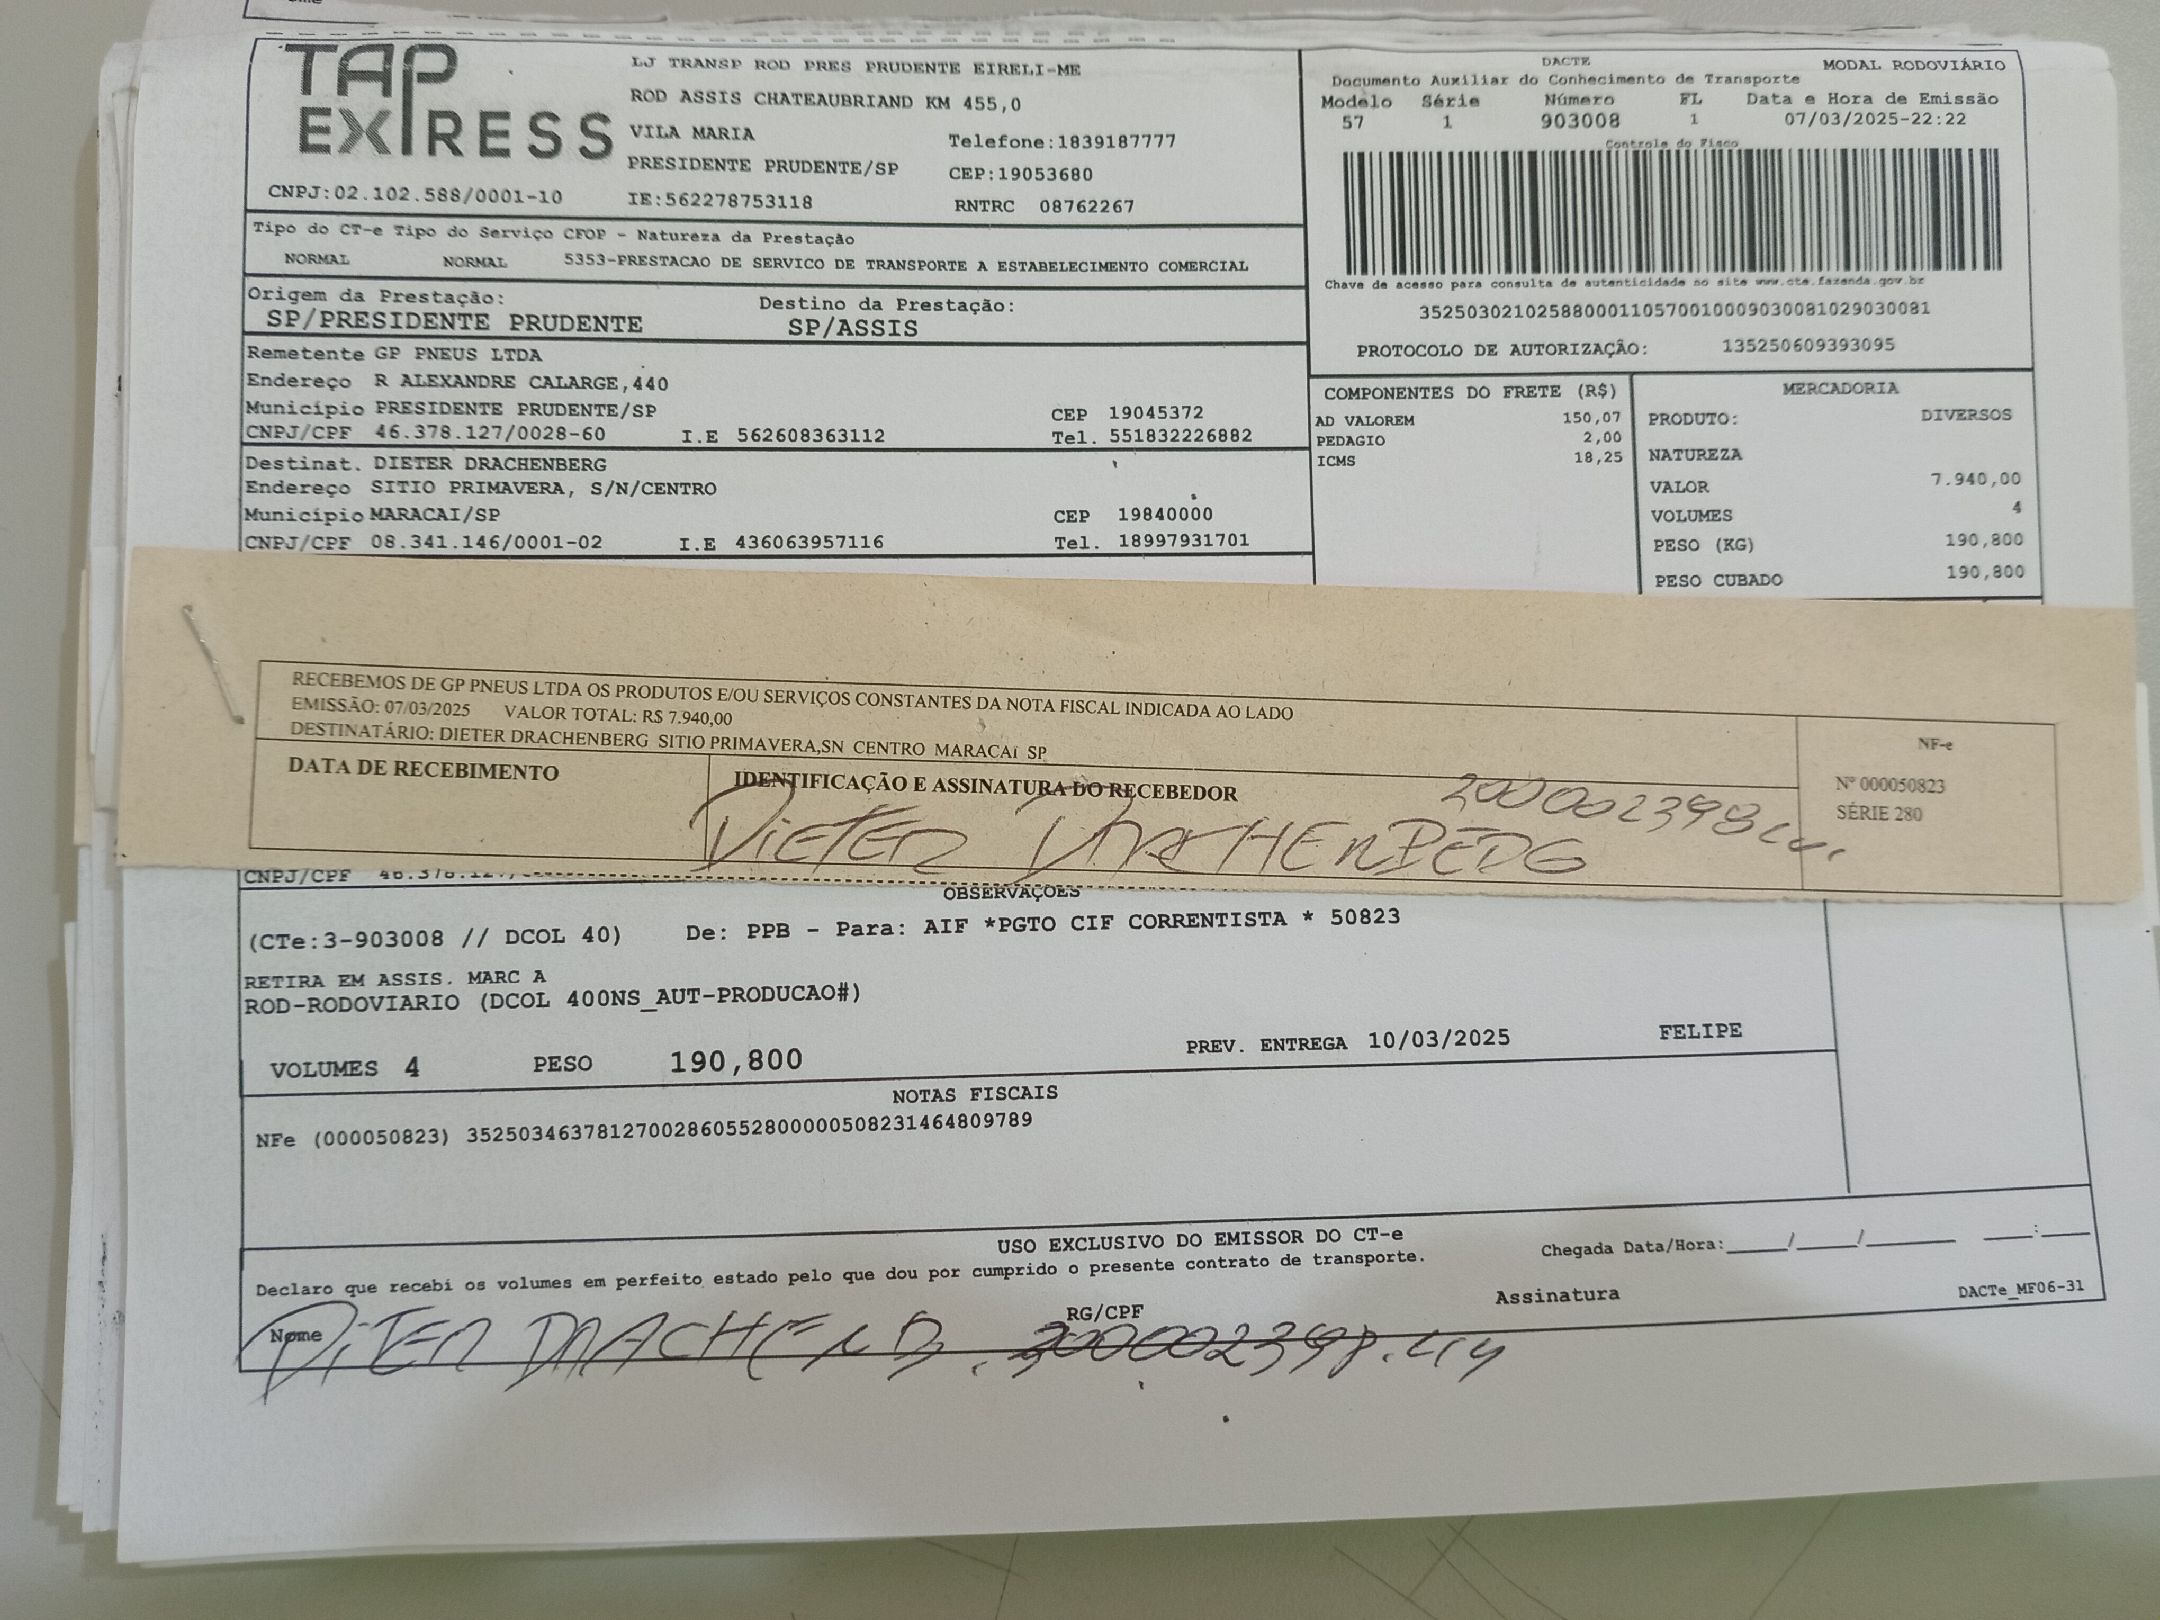 TAP
EXPRESS
CNPJ:02.102.588/0001-10
LJ TRANSP ROD PRES PRUDENTE EIRELI-ME
ROD ASSIS CHATEAUBRIAND KM 455,0
VILA MARIA Telefone:1839187777
PRESIDENTE PRUDENTE/SP CEP:19053680
IE:562278753118 RNTRC 08762267
DACTE MODAL RODOVIÁRIO
Documento Auxiliar do Conhecimento de Transporte
Modelo Série Número FL Data e Hora de Emissão
57 1 903008 1 07/03/2025-22:22
Controle do Fisco
Chave de acesso para consulta de autenticidade no site www.cte.fazenda.gov.br
35250302102588000110570010009030081029030081
PROTOCOLO DE AUTORIZAÇÃO: 135250609393095
Tipo do CT-e Tipo do Serviço CFOP - Natureza da Prestação
NORMAL NORMAL 5353-PRESTACAO DE SERVICO DE TRANSPORTE A ESTABELECIMENTO COMERCIAL
Origem da Prestação: Destino da Prestação:
SP/PRESIDENTE PRUDENTE SP/ASSIS
Remetente GP PNEUS LTDA
Endereço R ALEXANDRE CALARGE,440
Município PRESIDENTE PRUDENTE/SP CEP 19045372
CNPJ/CPF 46.378.127/0028-60 I.E 562608363112 Tel. 551832226882
Destinat. DIETER DRACHENBERG
Endereço SITIO PRIMAVERA, S/N/CENTRO
Município MARACAI/SP CEP 19840000
CNPJ/CPF 08.341.146/0001-02 I.E 436063957116 Tel. 18997931701
COMPONENTES DO FRETE (R$)
AD VALOREM 150,07
PEDAGIO 2,00
ICMS 18,25
MERCADORIA
PRODUTO: DIVERSOS
NATUREZA
VALOR 7.940,00
VOLUMES 4
PESO (KG) 190,800
PESO CUBADO 190,800
RECEBEMOS DE GP PNEUS LTDA OS PRODUTOS E/OU SERVIÇOS CONSTANTES DA NOTA FISCAL INDICADA AO LADO
EMISSÃO: 07/03/2025 VALOR TOTAL: R$ 7.940,00
DESTINATÁRIO: DIETER DRACHENBERG SITIO PRIMAVERA,SN CENTRO MARACAí SP
DATA DE RECEBIMENTO IDENTIFICAÇÃO E ASSINATURA DO RECEBEDOR
DIETER DRACHENBERG
NF-e
Nº 000050823
SÉRIE 280
CNPJ/CPF 46.378.127/
OBSERVAÇÕES
(CTe:3-903008 // DCOL 40) De: PPB - Para: AIF *PGTO CIF CORRENTISTA * 50823
RETIRA EM ASSIS. MARC A
ROD-RODOVIARIO (DCOL 400NS_AUT-PRODUCAO#)
VOLUMES 4 PESO 190,800 PREV. ENTREGA 10/03/2025 FELIPE
NOTAS FISCAIS
NFe (000050823) 35250346378127002860552800000508231464809789
USO EXCLUSIVO DO EMISSOR DO CT-e
Declaro que recebi os volumes em perfeito estado pelo que dou por cumprido o presente contrato de transporte. Chegada Data/Hora:____/____/______ ___:___
Nome RG/CPF Assinatura DACTe_MF06-31